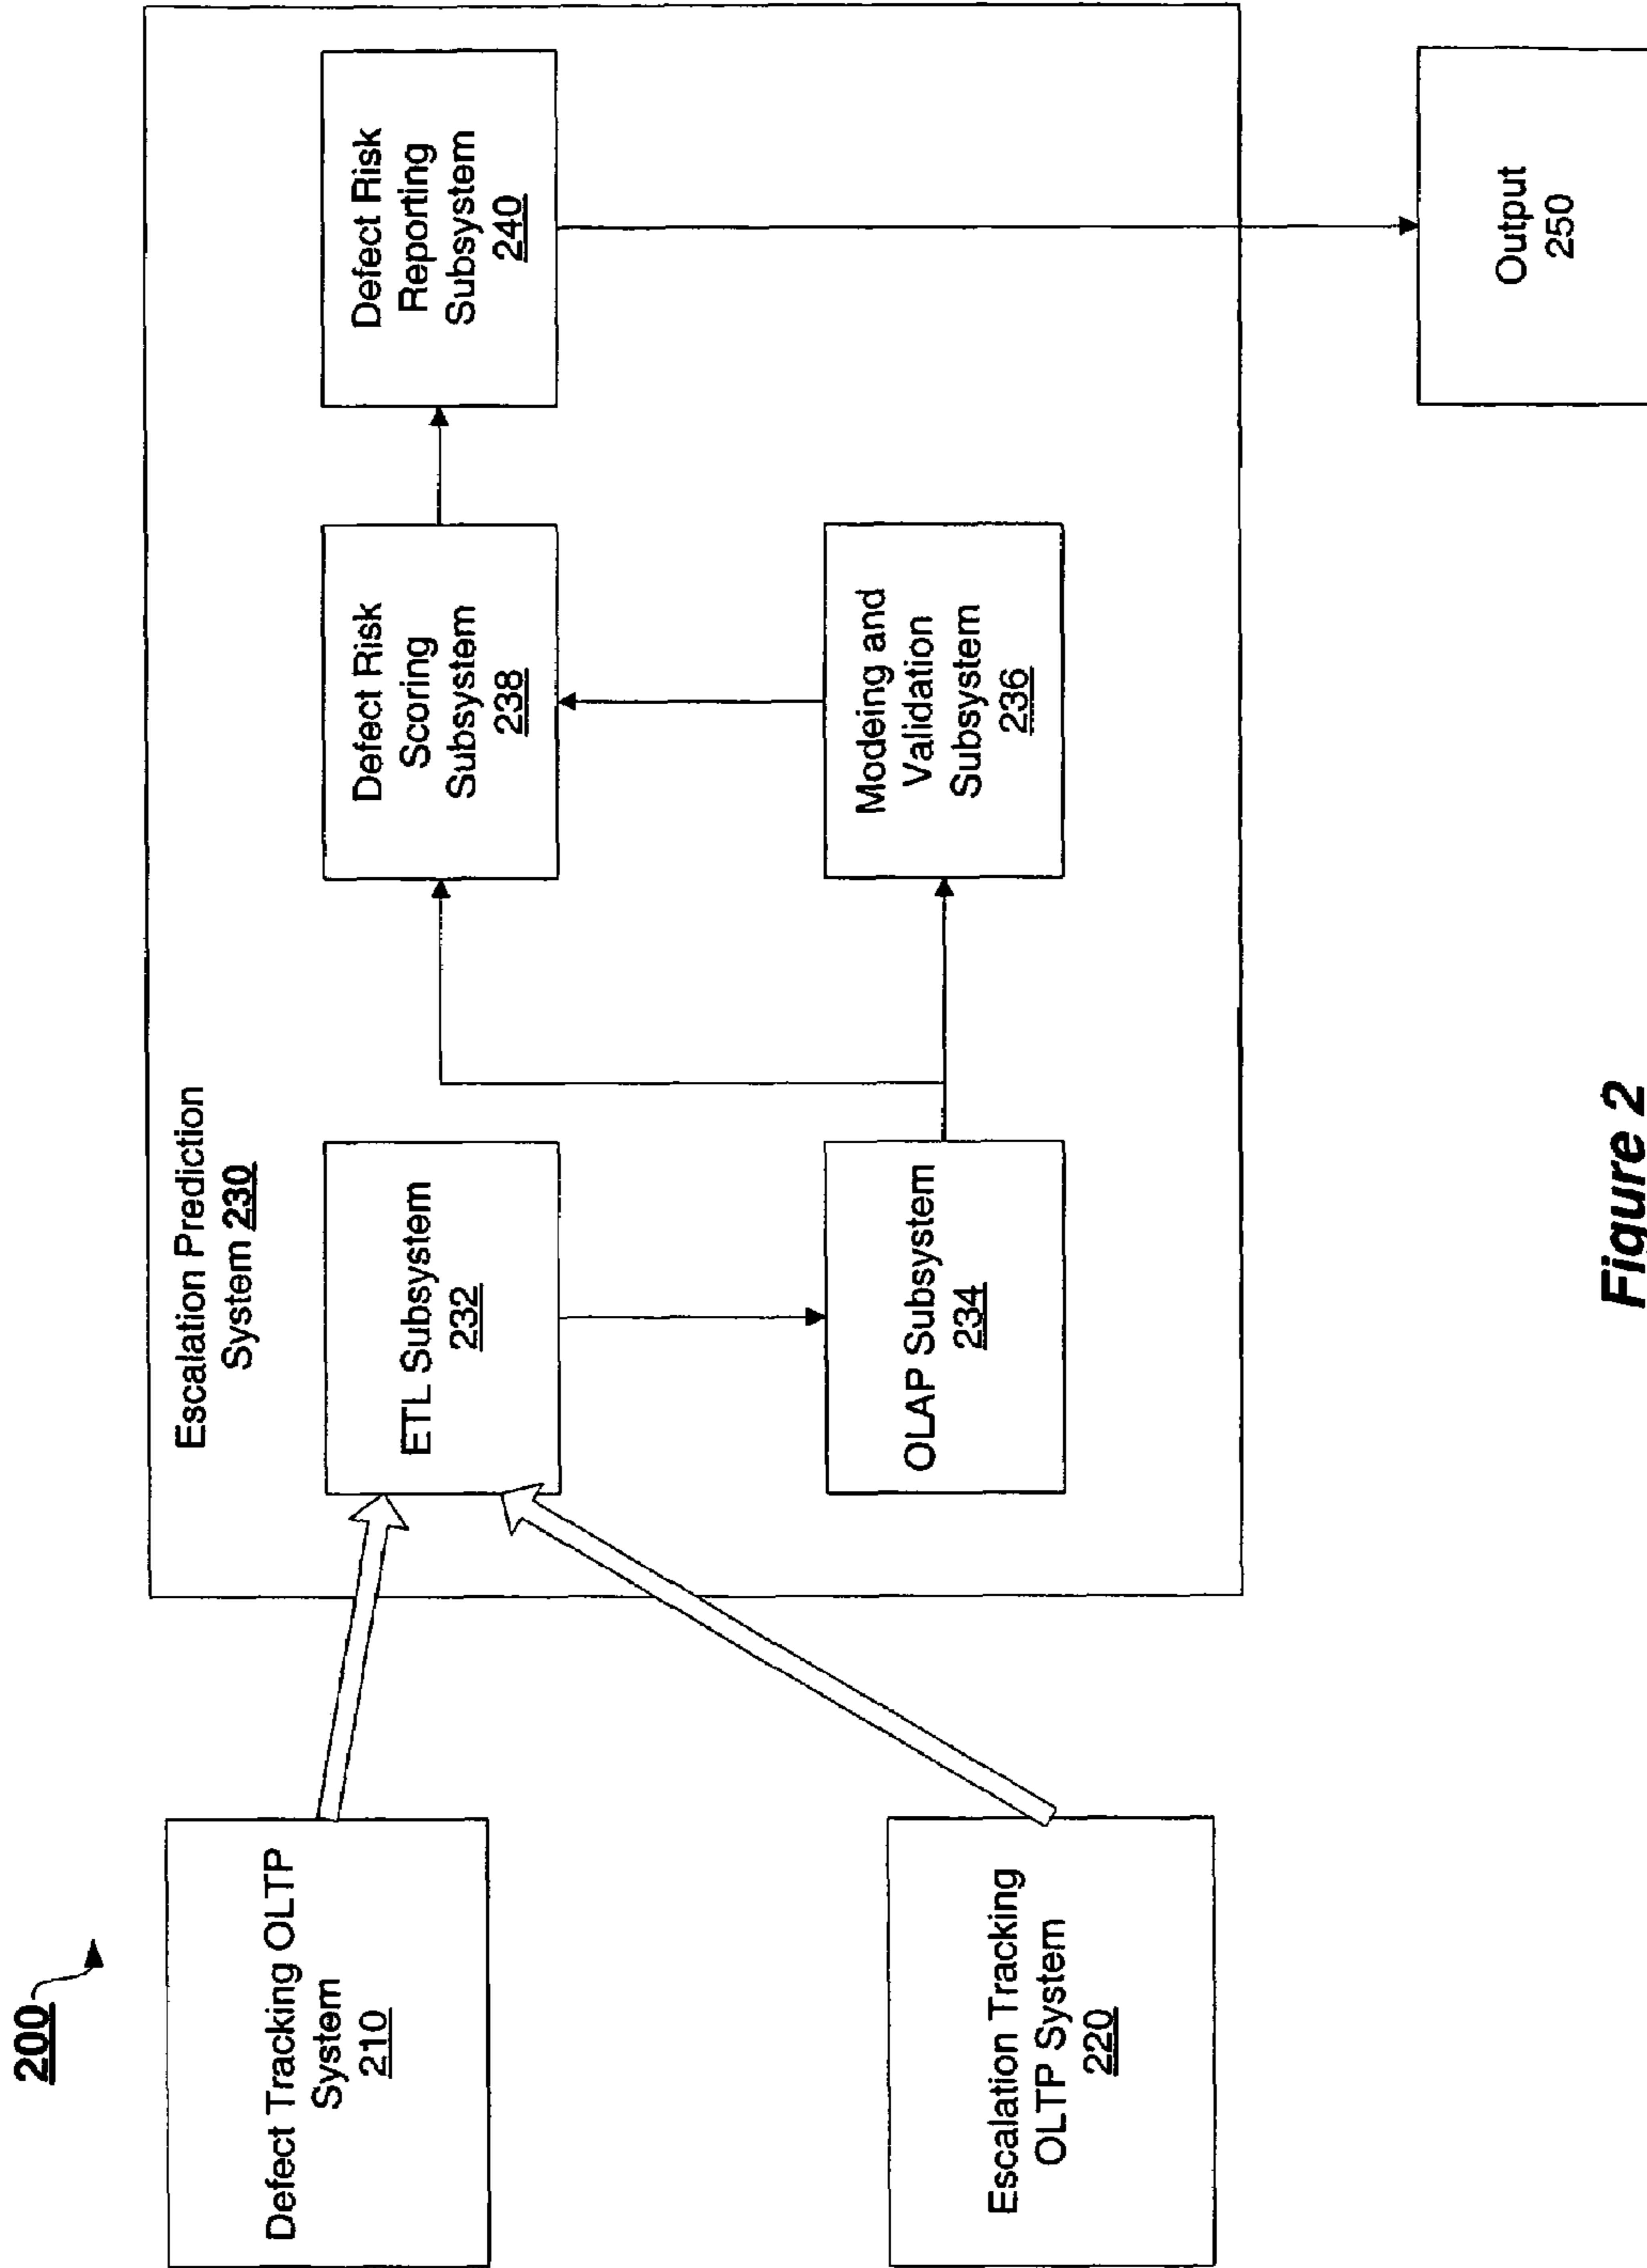 200
Defect Tracking OLTP
System
210
Escalation Tracking
OLTP System
220
Escalation Prediction
System 230
ETL Subsystem
232
OLAP Subsystem
234
Defect Risk
Scoring
Subsystem
238
Modeing and
Validation
Subsystem
236
Defect Risk
Reporting
Subsystem
240
Output
250
Figure 2